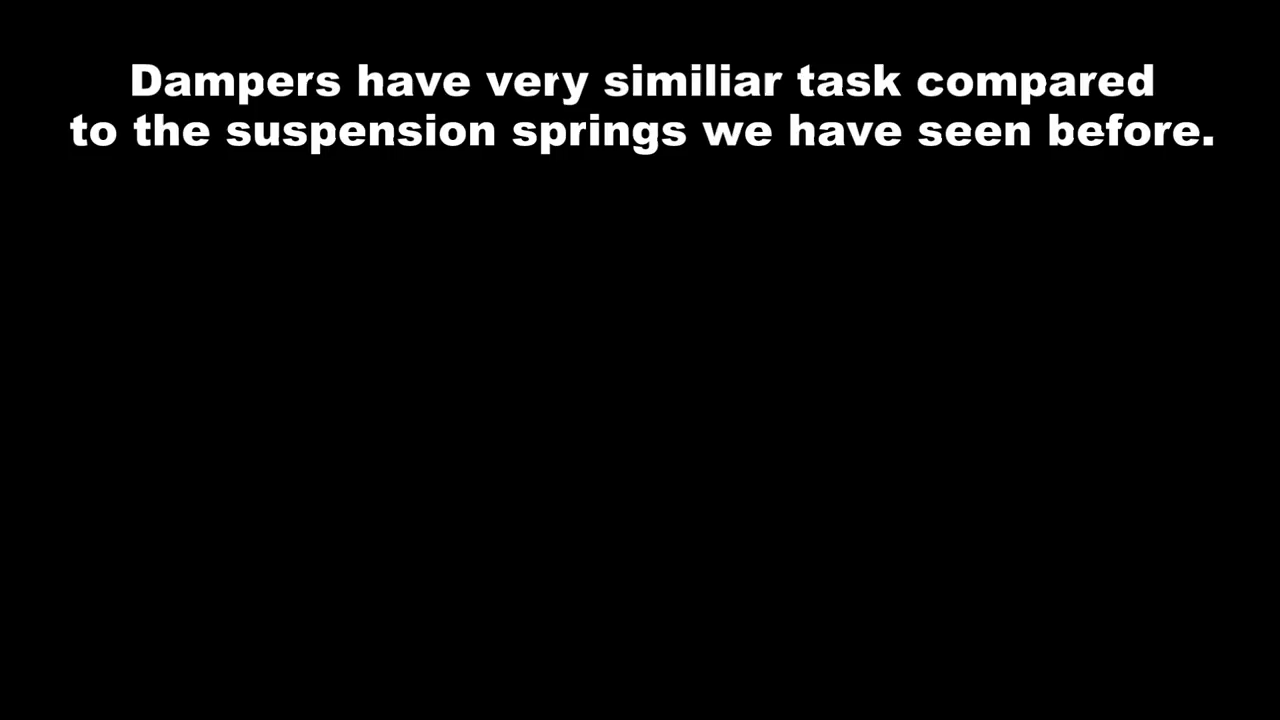 Dampers have very similiar task compared
to the suspension springs we have seen before.